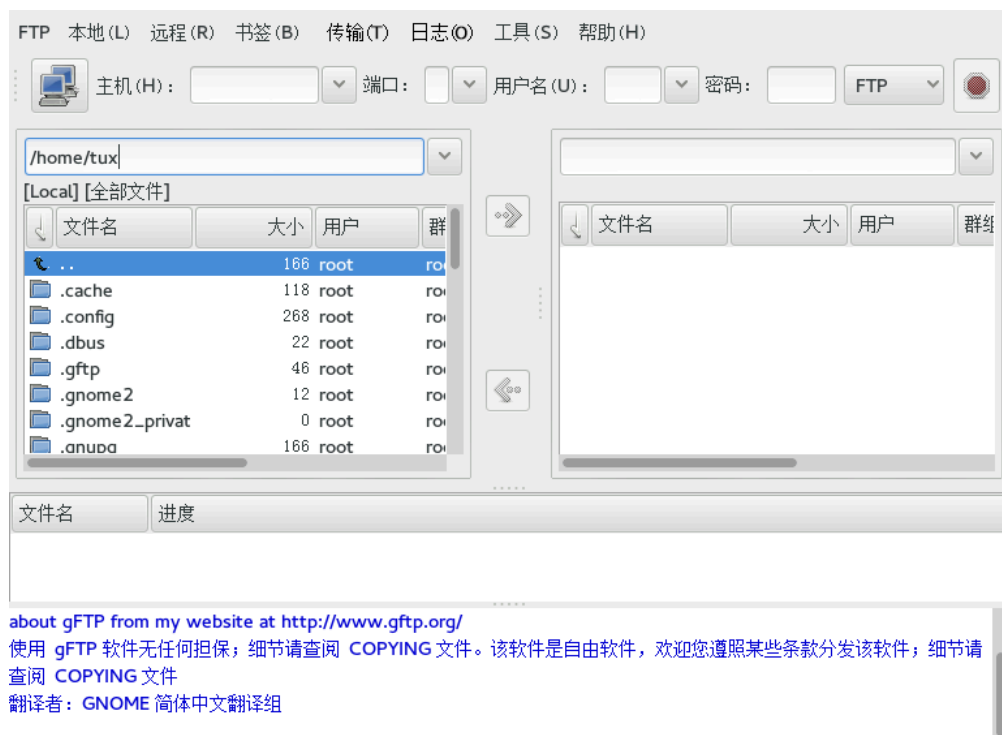 FTP 本地(L) 远程(R) 书签(B) 传输(T) 日志(O) 工具(S) 帮助(H)
主机(H): 端口: 用户名(U): 密码: FTP
/home/tux
[Local] [全部文件]
文件名 大小 用户 群
文件名 大小 用户 群组
.. 166 root
.cache 118 root
.config 268 root
.dbus 22 root
.gftp 46 root
.gnome2 12 root
.gnome2_privat 0 root
.gnupg 166 root
文件名 进度
about gFTP from my website at http://www.gftp.org/
使用 gFTP 软件无任何担保；细节请查阅 COPYING 文件。该软件是自由软件，欢迎您遵照某些条款分发该软件；细节请
查阅 COPYING 文件
翻译者：GNOME 简体中文翻译组